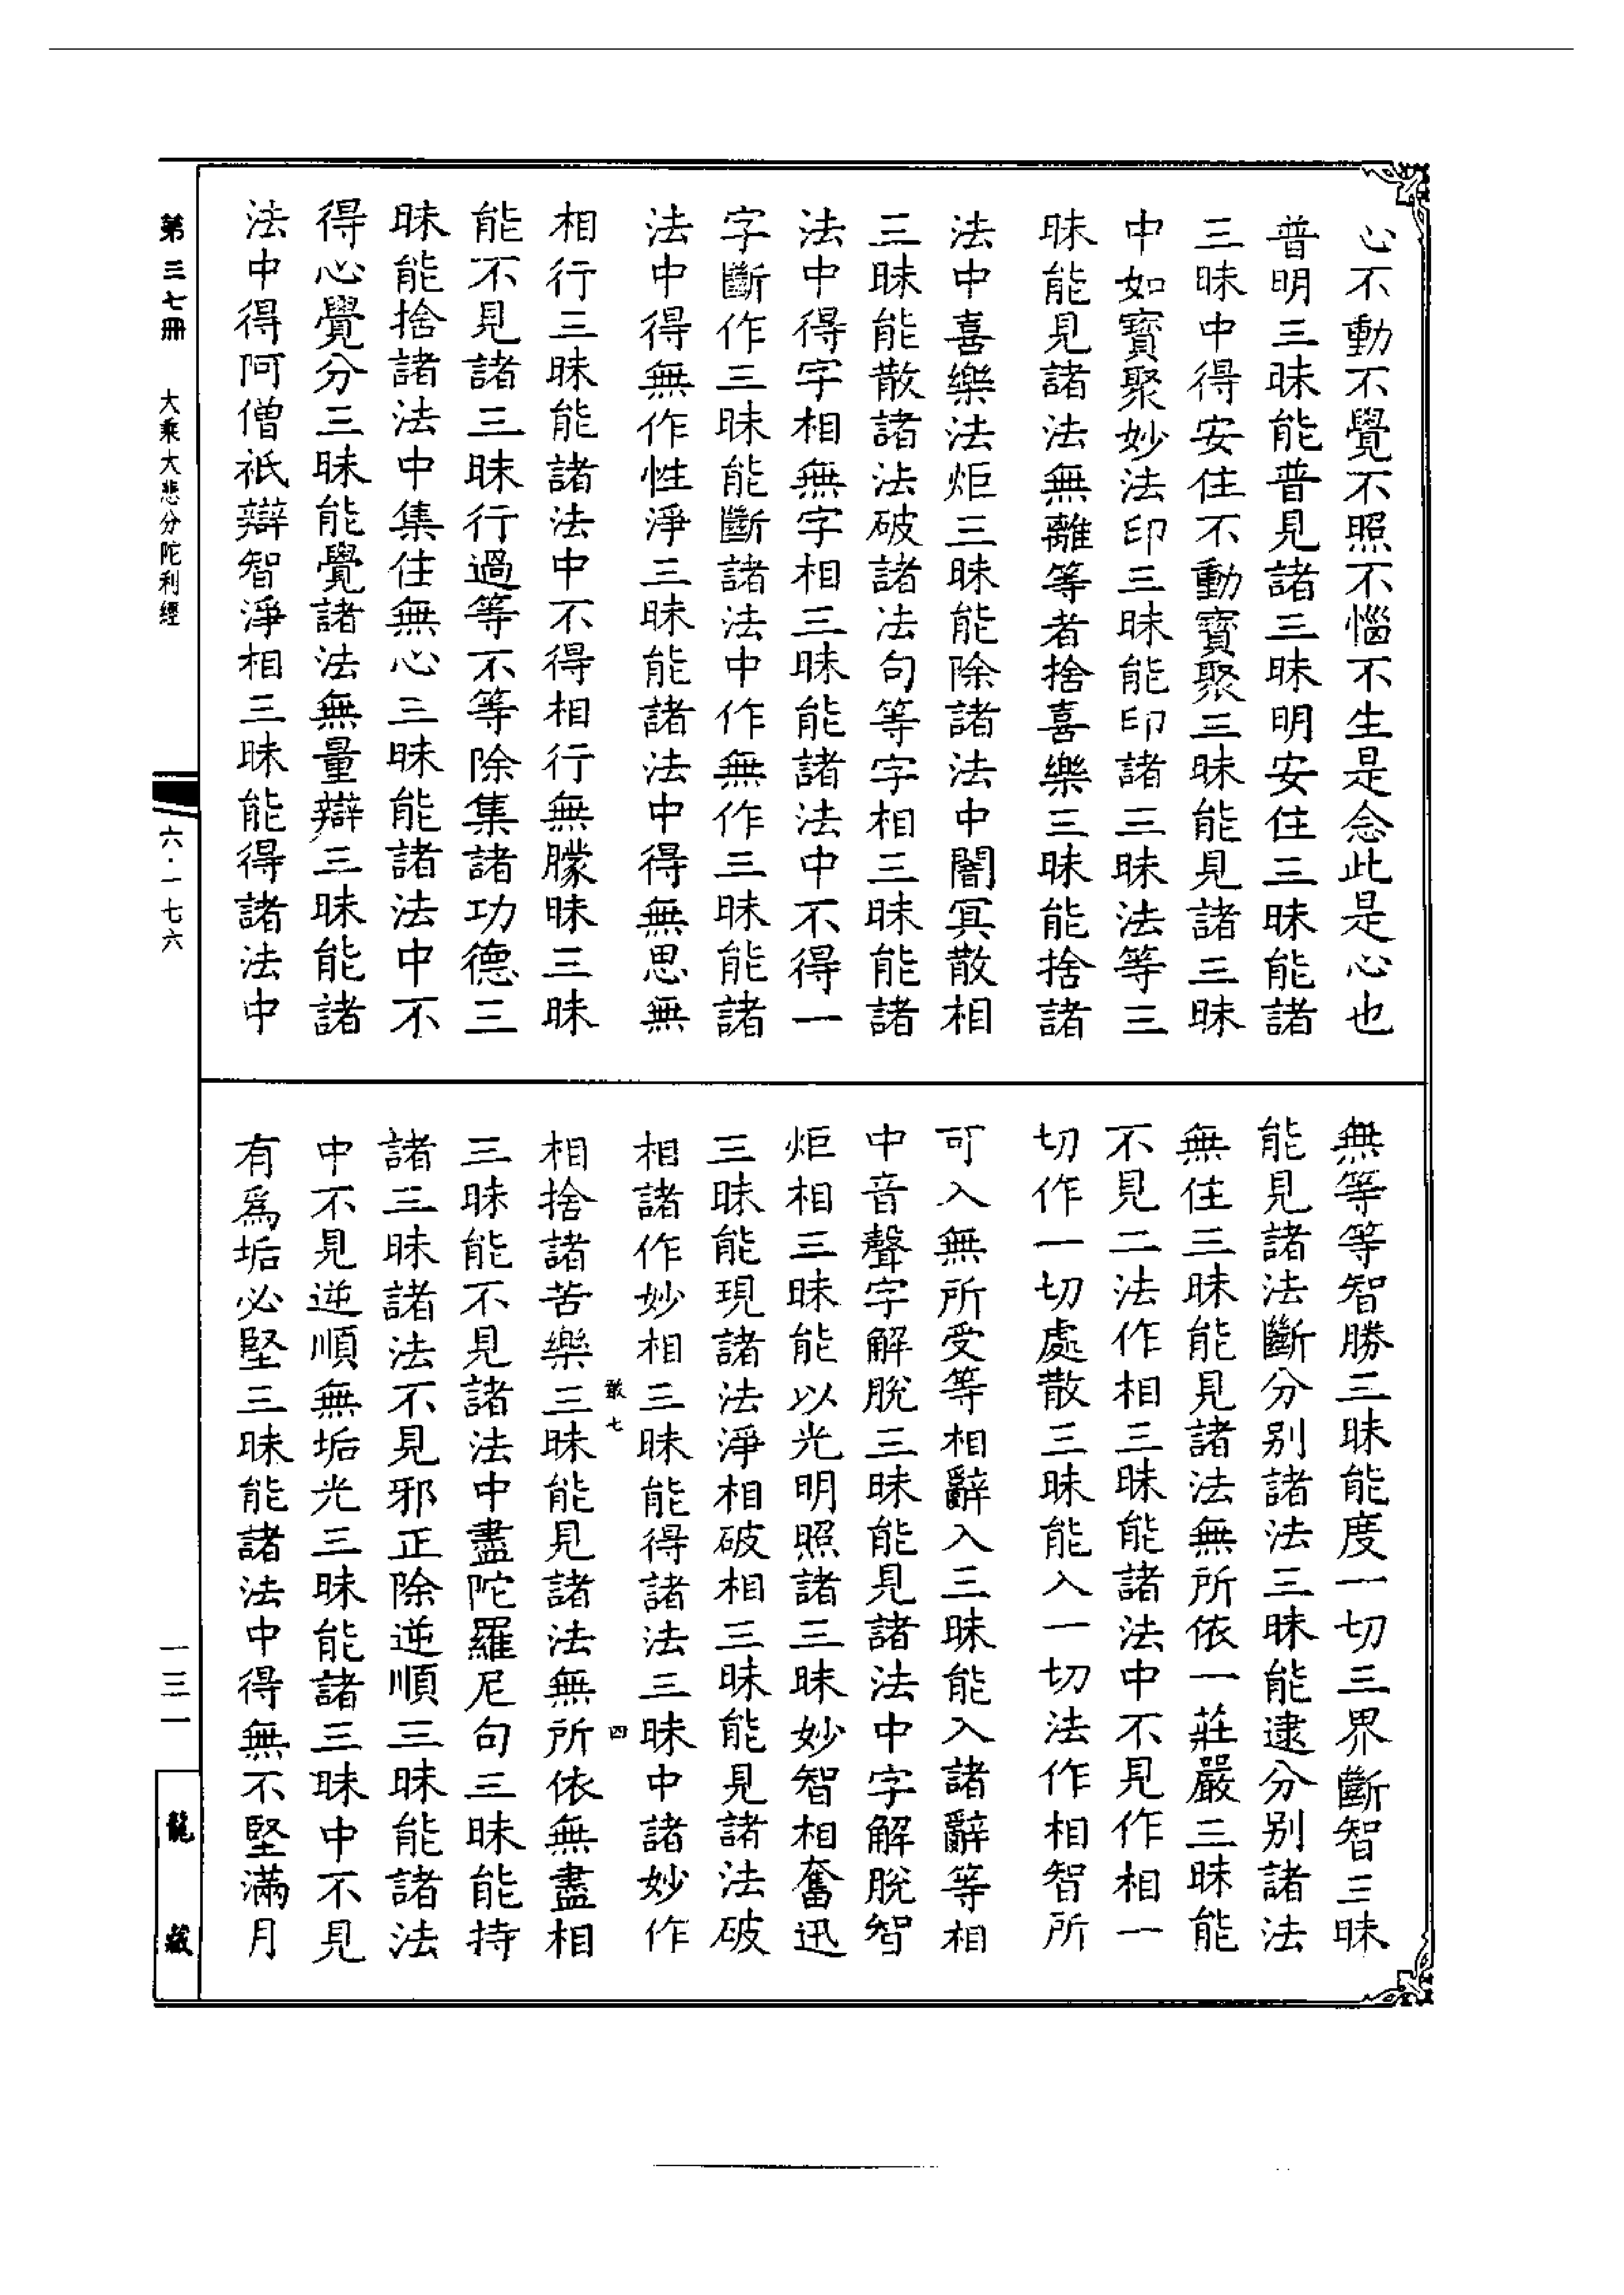 心不動不覺不照不惱不生是念此是心也
普明三昧能普見諸三昧明安住三昧能諸
三昧中得安住不動寶聚三昧能見諸三昧
中如寶聚妙法印三昧能印諸三昧法等三
昧能見諸法無離等者捨喜樂三昧能捨諸
法中喜樂法炬三昧能除諸法中闇冥散相
三昧能散諸法破諸法句等字相三昧能諸
法中得字相無字相三昧能諸法中不得一
字斷作三昧能斷諸法中作無作三昧能諸
法中得無作性淨三昧能諸法中得無思無
相行三昧能諸法中不得相行無朦昧三昧
能不見諸三昧行過等不等除集諸功德三
昧能捨諸法中集住無心三昧能諸法中不
得心覺分三昧能覺諸法無量辯三昧能諸
法中得阿僧祇辯智淨相三昧能得諸法中
無等等智勝三昧能度一切三界斷智三昧
能見諸法斷分别諸法三昧能逮分别諸法
無住三昧能見諸法無所依一莊嚴三昧能
不見二法作相三昧能諸法中不見作相一
切作一切處散三昧能入一切法作相智所
可入無所受等相辭入三昧能入諸辭等相
中音聲字解脫三昧能見諸法中字解脫智
炬相三昧能以光明照諸三昧妙智相奮迅
三昧能現諸法淨相破相三昧能見諸法破
相諸作妙相三昧能得諸法三昧中諸妙作
敢七　四
相捨諸苦樂三昧能見諸法無所依無盡相
三昧能不見諸法中盡陀羅尼句三昧能持
諸三昧諸法不見邪正除逆順三昧能諸法
中不見逆順無垢光三昧能諸三昧中不見
有爲垢必堅三昧能諸法中得無不堅滿月
第三七冊　大乘大悲分陀利經
六·一七六
一三一
龍藏